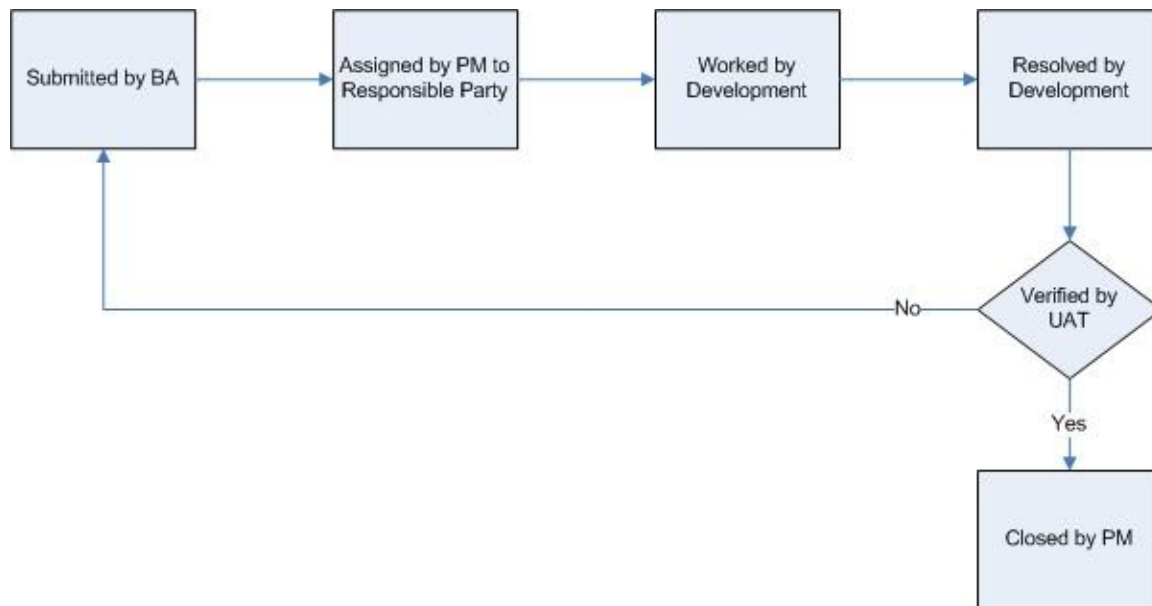 Submitted by BA
Assigned by PM to
Responsible Party
Worked by
Development
Resolved by
Development
Verified by
UAT
No
Yes
Closed by PM